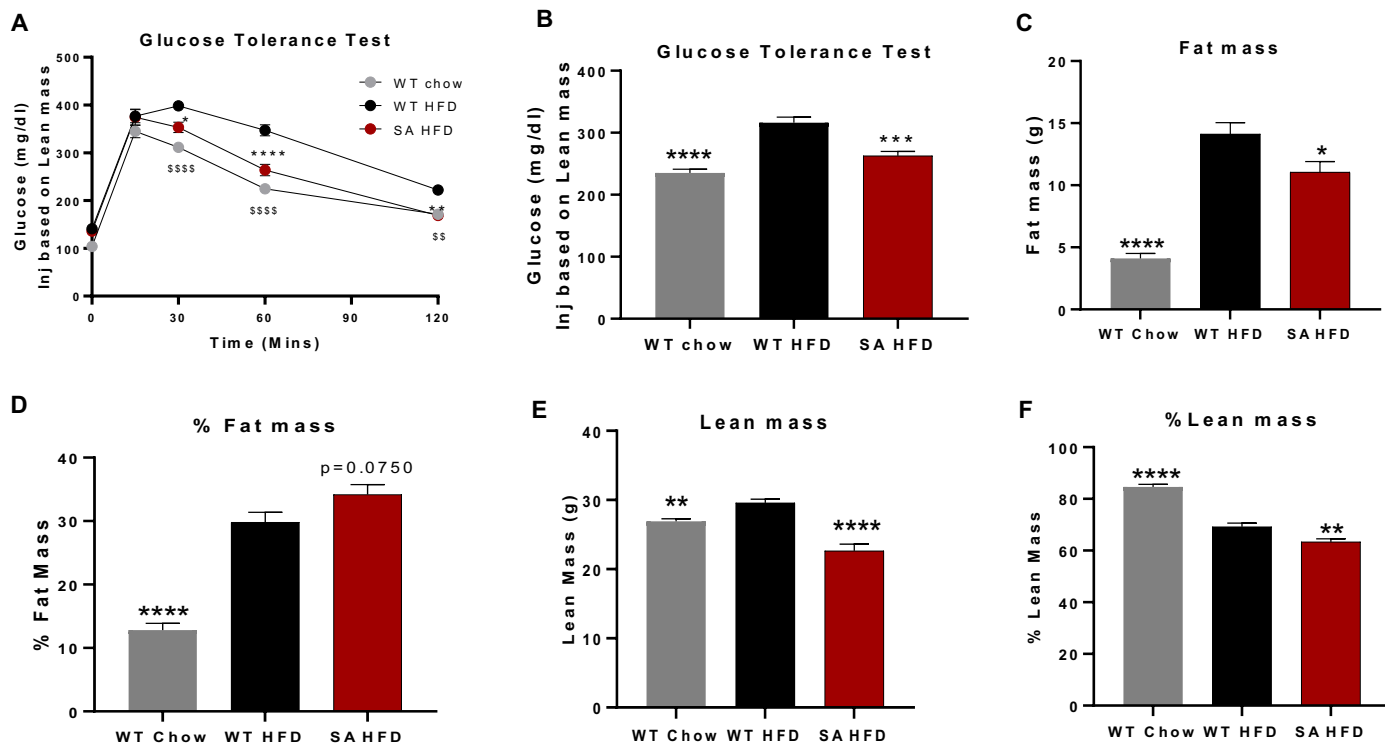 A
Glucose Tolerance Test
Glucose (mg/dl)
Inj based on Lean mass
500
400
300
200
100
0
WT chow
WT HFD
SA HFD
*
****
**
$$$$
$$$$
$$
0
30
60
90
120
Time (Mins)
B
Glucose Tolerance Test
Glucose (mg/dl)
Inj based on Lean mass
400
300
200
100
0
****
***
WT chow
WT HFD
SA HFD
C
Fat mass
Fat mass (g)
20
15
10
5
0
****
*
WT Chow
WT HFD
SA HFD
D
% Fat mass
% Fat Mass
40
30
20
10
0
****
p=0.0750
WT Chow
WT HFD
SA HFD
E
Lean mass
Lean Mass (g)
40
30
20
10
0
**
****
WT Chow
WT HFD
SA HFD
F
% Lean mass
% Lean Mass
100
80
60
40
20
0
****
**
WT Chow
WT HFD
SA HFD